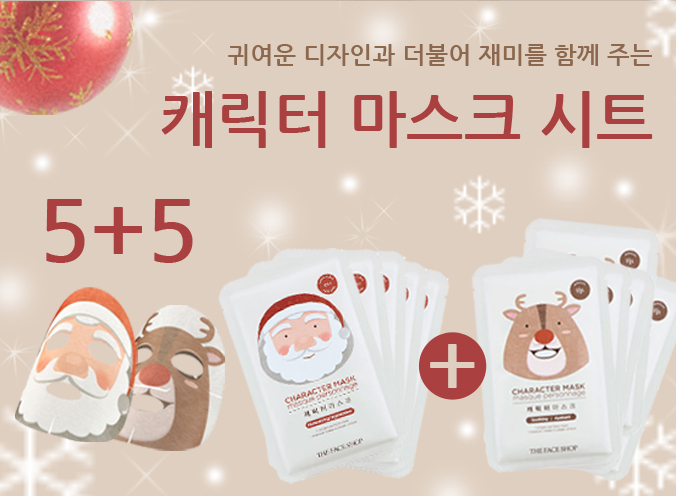 귀여운 디자인과 더불어 재미를 함께 주는
캐릭터 마스크 시트
5+5
CHARACTER MASK
masque personnage
캐릭터마스크
THE FACE SHOP
+
CHARACTER MASK
masque personnage
캐릭터마스크
THE FACE SHOP